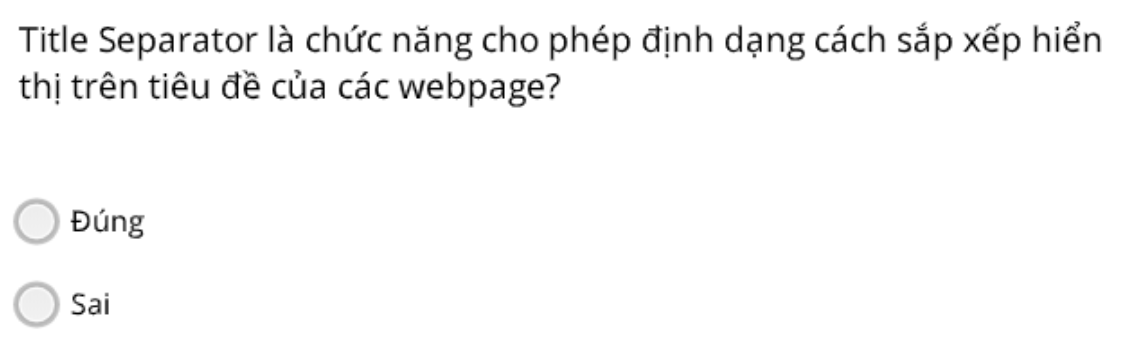 Title Separator là chức năng cho phép định dạng cách sắp xếp hiển
thị trên tiêu đề của các webpage?
Đúng
Sai